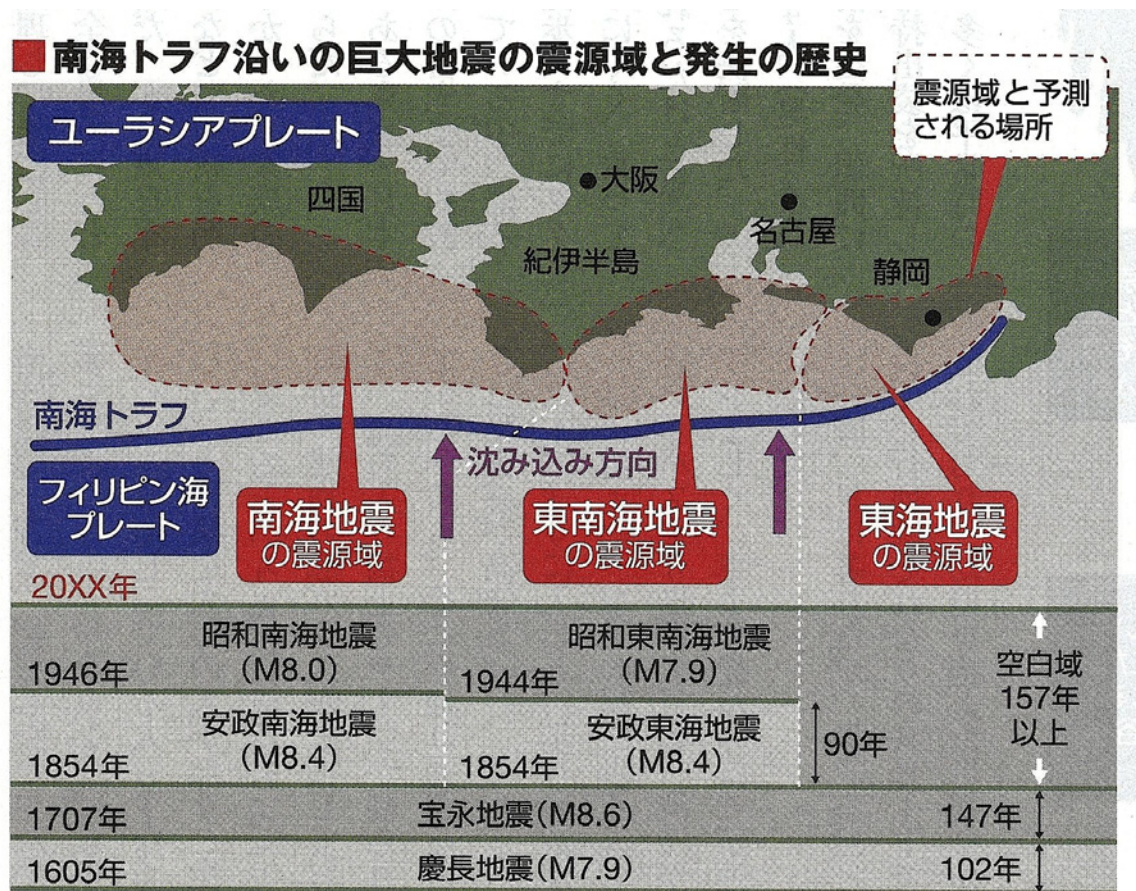 ■南海トラフ沿いの巨大地震の震源域と発生の歴史
震源域と予測
される場所
ユーラシアプレート
四国
大阪
紀伊半島
名古屋
静岡
南海トラフ
沈み込み方向
フィリピン海
プレート
南海地震
の震源域
東南海地震
の震源域
東海地震
の震源域
20XX年
1946年
昭和南海地震
(M8.0)
1944年
昭和東南海地震
(M7.9)
空白域
157年
以上
1854年
安政南海地震
(M8.4)
1854年
安政東海地震
(M8.4)
90年
1707年
宝永地震(M8.6)
147年
1605年
慶長地震(M7.9)
102年